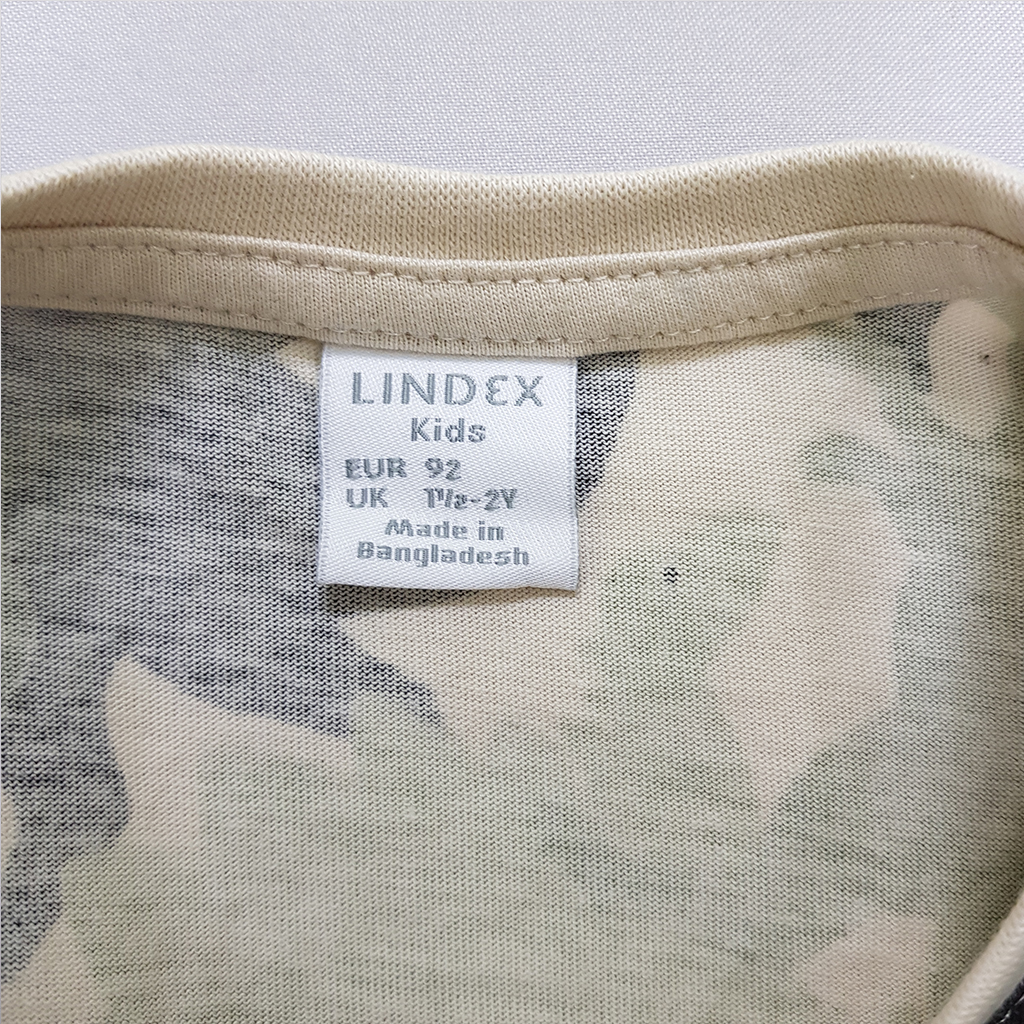 LINDEX
Kids
EUR 92
UK 1½-2Y
Made in
Bangladesh